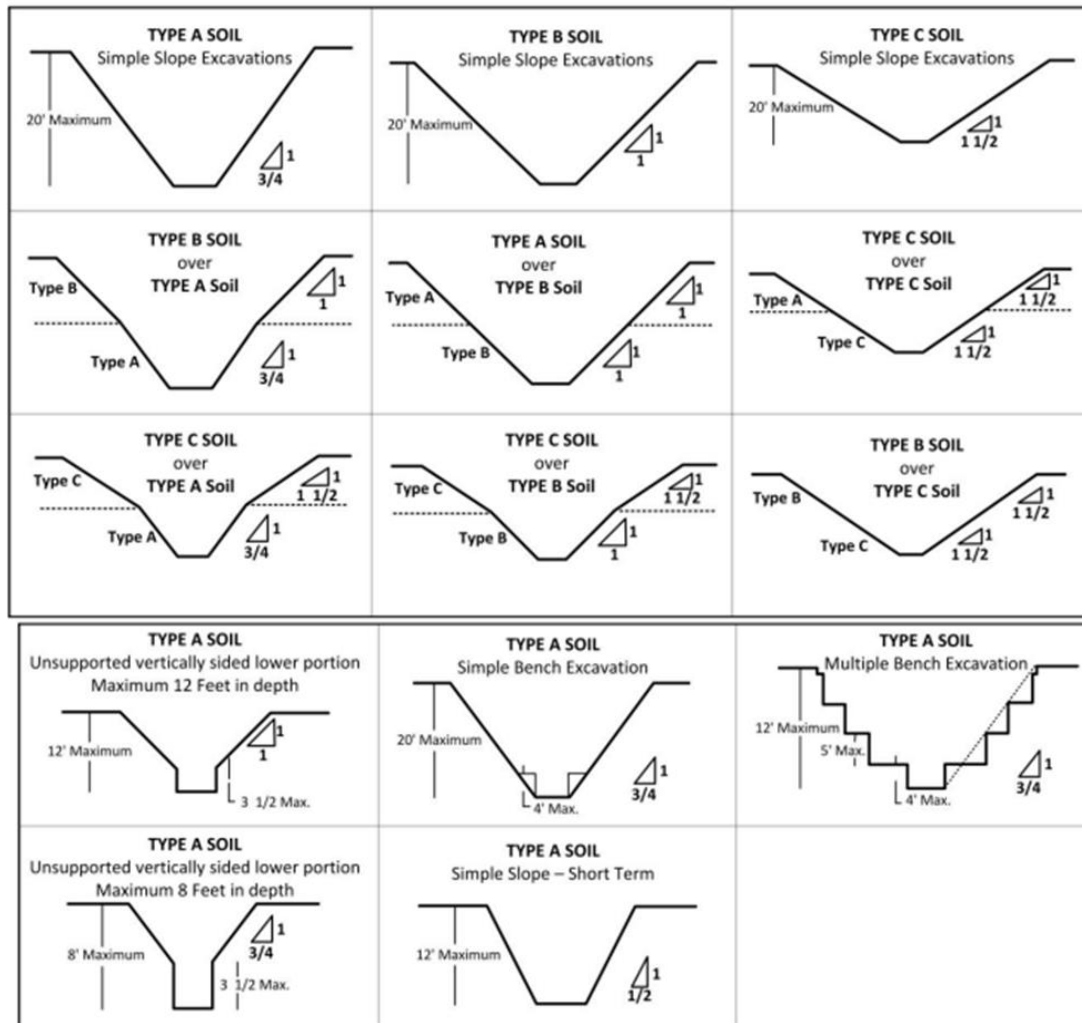 TYPE A SOIL
Simple Slope Excavations
20' Maximum
1
3/4
TYPE B SOIL
Simple Slope Excavations
20' Maximum
1
1
TYPE C SOIL
Simple Slope Excavations
20' Maximum
1
1 1/2
TYPE B SOIL
over
TYPE A Soil
Type B
1
1
Type A
1
3/4
TYPE A SOIL
over
TYPE B Soil
Type A
1
1
Type B
1
1
TYPE C SOIL
over
TYPE C Soil
Type A
1
1 1/2
Type C
1
1 1/2
TYPE C SOIL
over
TYPE A Soil
Type C
1
1 1/2
Type A
1
3/4
TYPE C SOIL
over
TYPE B Soil
Type C
1
1 1/2
Type B
1
1
TYPE B SOIL
over
TYPE C Soil
Type B
1
1 1/2
Type C
1
1 1/2
TYPE A SOIL
Unsupported vertically sided lower portion
Maximum 12 Feet in depth
12' Maximum
1
1
3 1/2 Max.
TYPE A SOIL
Simple Bench Excavation
20' Maximum
1
3/4
4' Max.
TYPE A SOIL
Multiple Bench Excavation
12' Maximum
5' Max.
1
3/4
4' Max.
TYPE A SOIL
Unsupported vertically sided lower portion
Maximum 8 Feet in depth
8' Maximum
1
3/4
3 1/2 Max.
TYPE A SOIL
Simple Slope – Short Term
12' Maximum
1
1/2